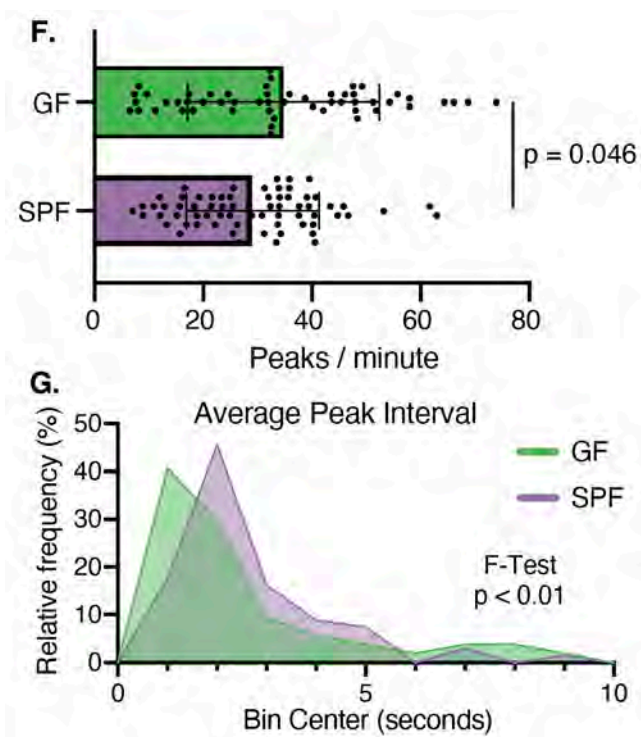 F.
GF
SPF
p = 0.046
0 20 40 60 80
Peaks / minute
G.
Average Peak Interval
Relative frequency (%)
50
40
30
20
10
0
GF
SPF
F-Test
p < 0.01
0 5 10
Bin Center (seconds)